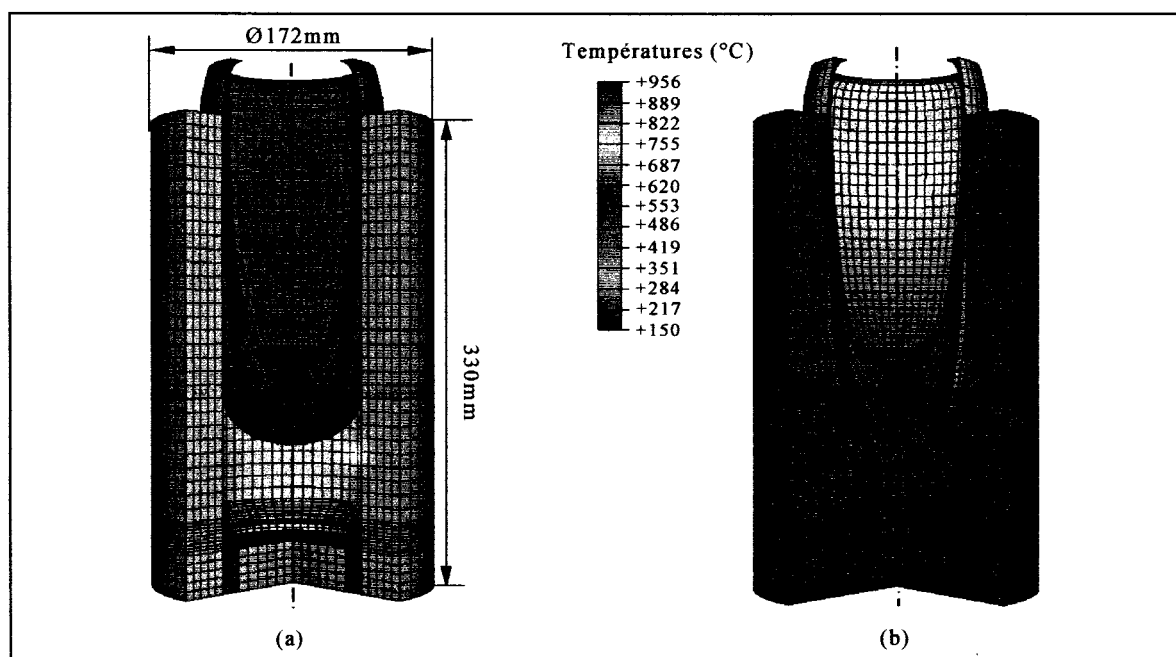 Ø172mm
330mm
(a)
Températures (°C)
+956
+889
+822
+755
+687
+620
+553
+486
+419
+351
+284
+217
+150
(b)